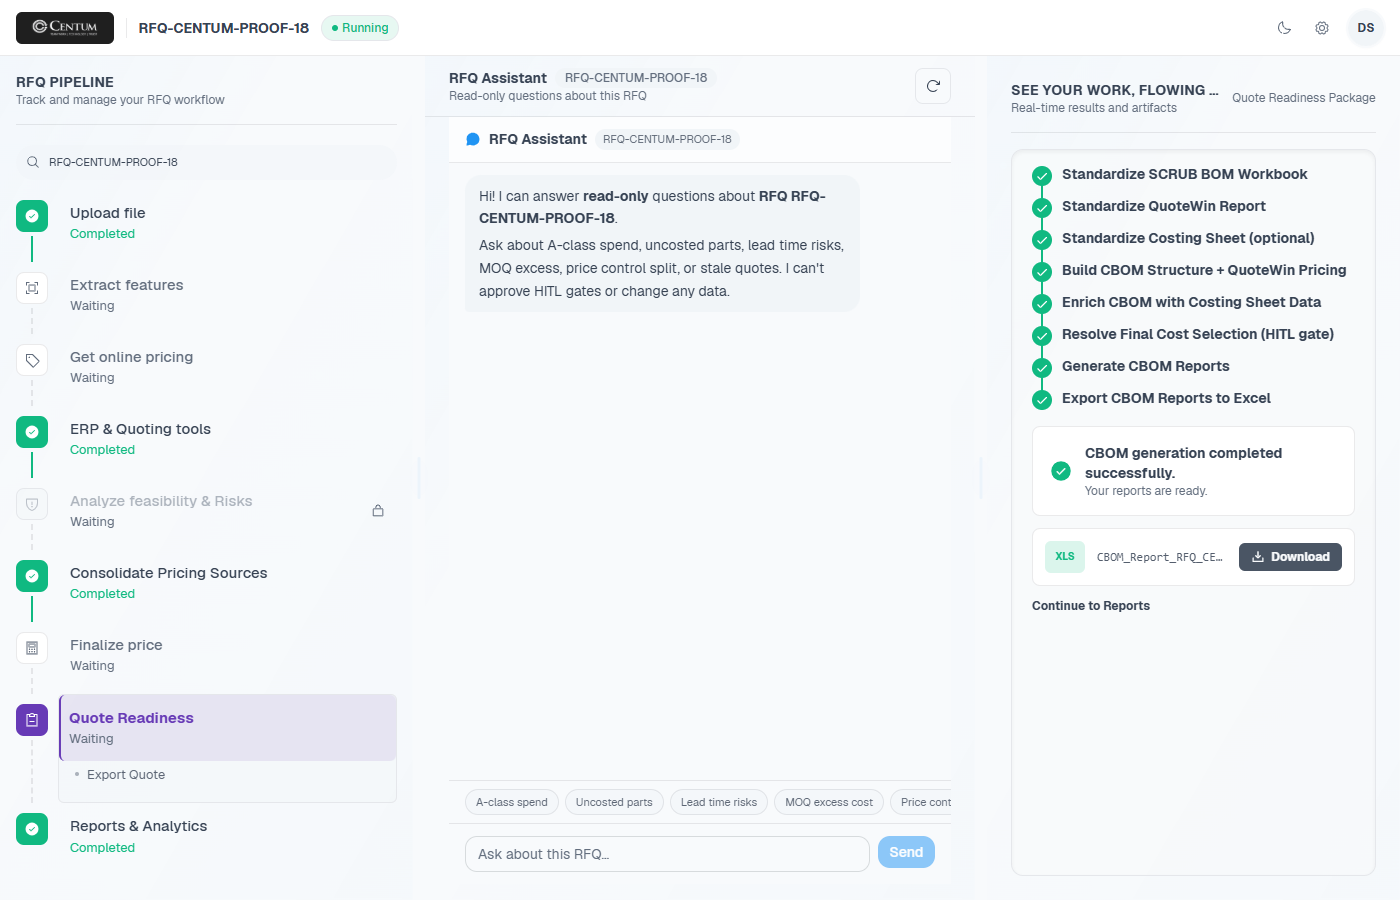 CENTUM
RFQ-CENTUM-PROOF-18
Running
DS
RFQ PIPELINE
Track and manage your RFQ workflow
RFQ-CENTUM-PROOF-18
Upload file
Completed
Extract features
Waiting
Get online pricing
Waiting
ERP & Quoting tools
Completed
Analyze feasibility & Risks
Waiting
Consolidate Pricing Sources
Completed
Finalize price
Waiting
Quote Readiness
Waiting
Export Quote
Reports & Analytics
Completed
RFQ Assistant RFQ-CENTUM-PROOF-18
Read-only questions about this RFQ
RFQ Assistant RFQ-CENTUM-PROOF-18
Hi! I can answer read-only questions about RFQ RFQ-
CENTUM-PROOF-18.
Ask about A-class spend, uncosted parts, lead time risks,
MOQ excess, price control split, or stale quotes. I can't
approve HITL gates or change any data.
A-class spend
Uncosted parts
Lead time risks
MOQ excess cost
Price cont
Ask about this RFQ...
Send
SEE YOUR WORK, FLOWING ...
Real-time results and artifacts
Quote Readiness Package
Standardize SCRUB BOM Workbook
Standardize QuoteWin Report
Standardize Costing Sheet (optional)
Build CBOM Structure + QuoteWin Pricing
Enrich CBOM with Costing Sheet Data
Resolve Final Cost Selection (HITL gate)
Generate CBOM Reports
Export CBOM Reports to Excel
CBOM generation completed
successfully.
Your reports are ready.
XLS
CBOM_Report_RFQ_CE...
Download
Continue to Reports